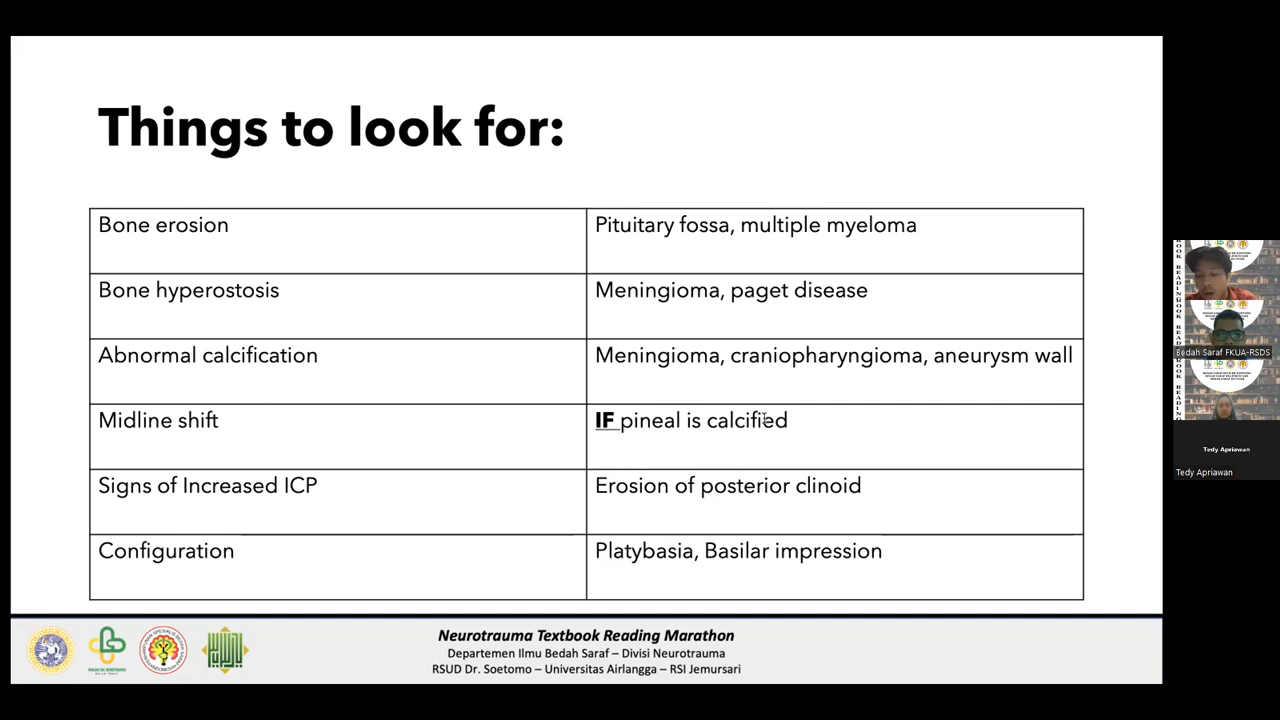 Things to look for:
Bone erosion
Pituitary fossa, multiple myeloma
Bone hyperostosis
Meningioma, paget disease
Abnormal calcification
Meningioma, craniopharyngioma, aneurysm wall
Midline shift
IF pineal is calcified
Signs of Increased ICP
Erosion of posterior clinoid
Configuration
Platybasia, Basilar impression
Neurotrauma Textbook Reading Marathon
Departemen Ilmu Bedah Saraf – Divisi Neurotrauma
RSUD Dr. Soetomo – Universitas Airlangga – RSI Jemursari
RSUD Dr. SOETOMO
Bedah Saraf FKUA-RSDS
Tedy Apriawan
Tedy Apriawan